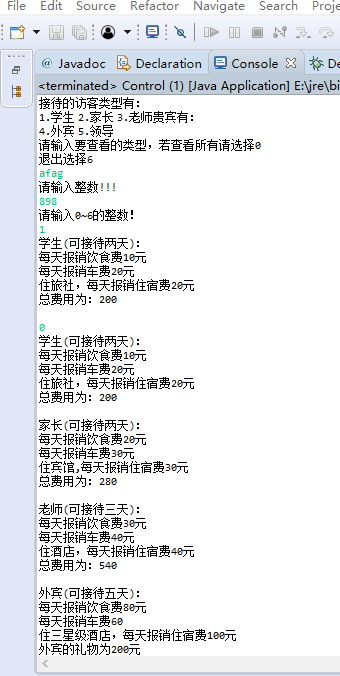 File Edit Source Refactor Navigate Search
Javadoc Declaration Console
<terminated> Control (1) [Java Application] E:\jre\bi
接待的访客类型有:
1.学生 2.家长 3.老师贵宾有:
4.外宾 5.领导
请输入要查看的类型，若查看所有请选择0
退出选择6
afag
请输入整数!!!
898
请输入0~6的整数!
1
学生(可接待两天):
每天报销饮食费10元
每天报销车费20元
住旅社，每天报销住宿费20元
总费用为: 200
0
学生(可接待两天):
每天报销饮食费10元
每天报销车费20元
住旅社，每天报销住宿费20元
总费用为: 200
家长(可接待两天):
每天报销饮食费20元
每天报销车费30元
住宾馆,每天报销住宿费30元
总费用为: 280
老师(可接待三天):
每天报销饮食费30元
每天报销车费40元
住酒店，每天报销住宿费40元
总费用为: 540
外宾(可接待五天):
每天报销饮食费80元
每天报销车费60
住三星级酒店，每天报销住宿费100元
外宾的礼物为200元